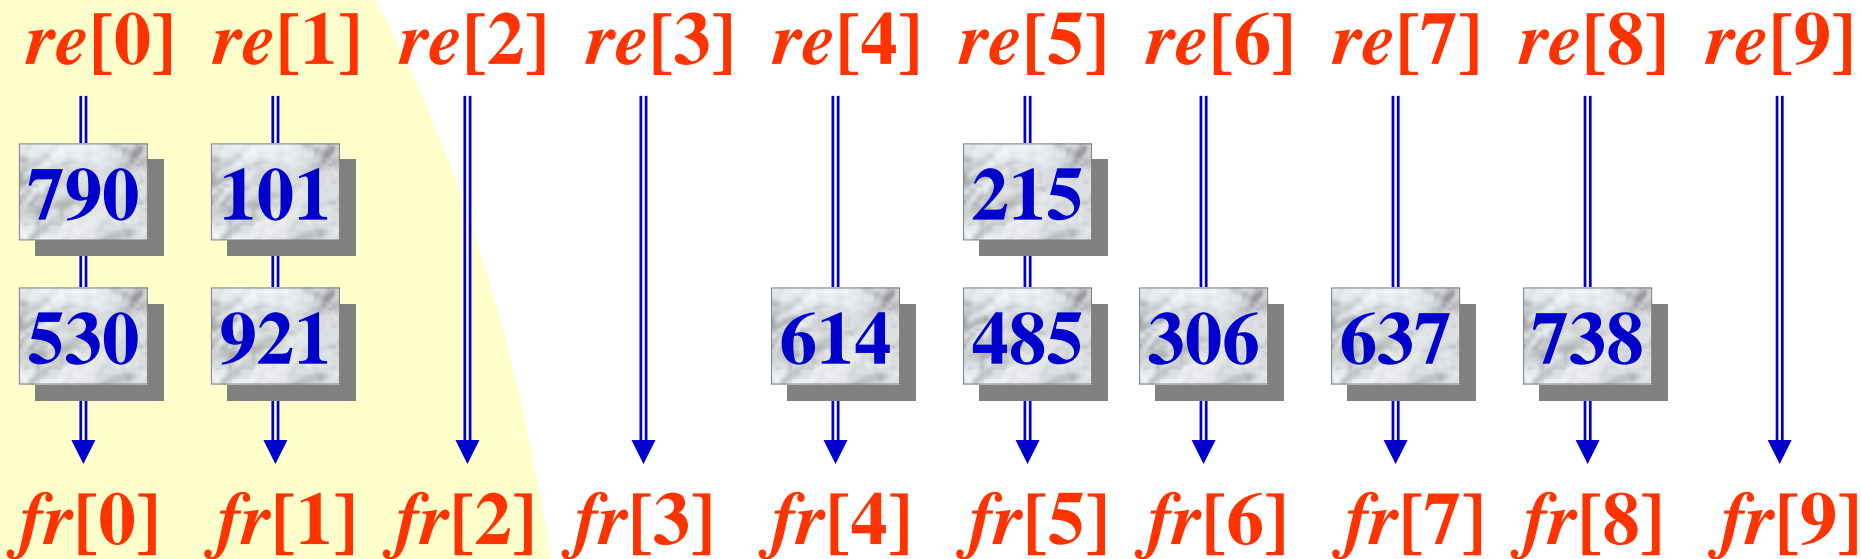 re[0] re[1] re[2] re[3] re[4] re[5] re[6] re[7] re[8] re[9]
790 101 215
530 921 614 485 306 637 738
fr[0] fr[1] fr[2] fr[3] fr[4] fr[5] fr[6] fr[7] fr[8] fr[9]